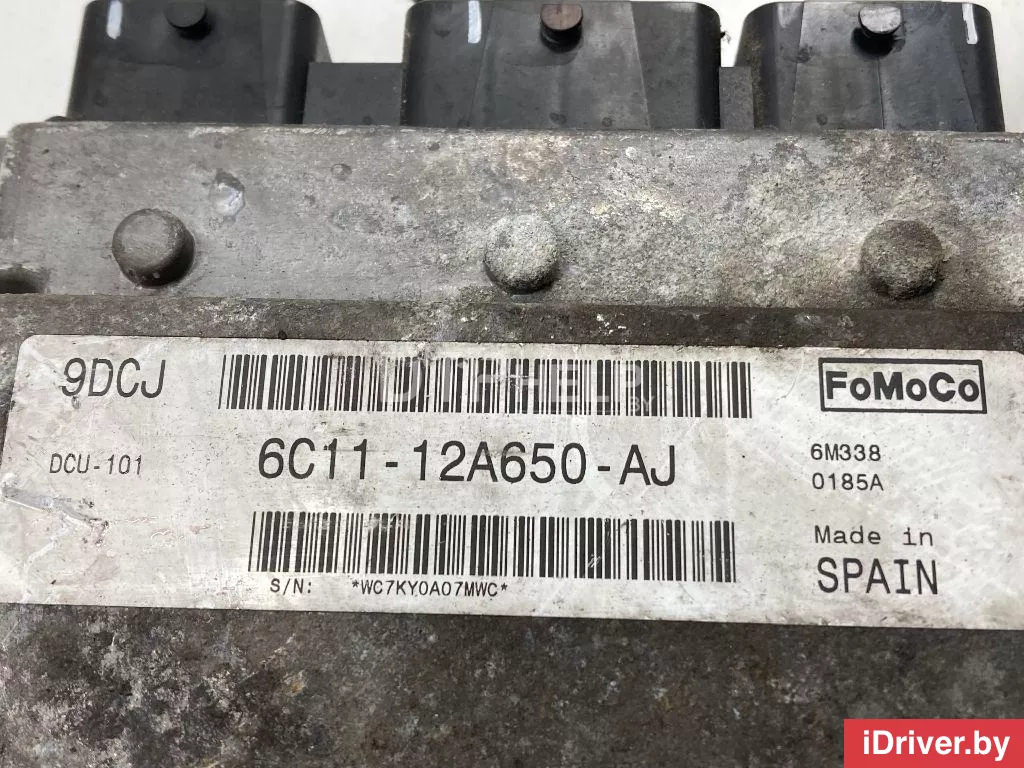 9DCJ
FoMoCo
DCU-101
6C11-12A650-AJ
6M338
0185A
Made in
SPAIN
S/N: *WC7KY0A07MWC*
iDriver.by